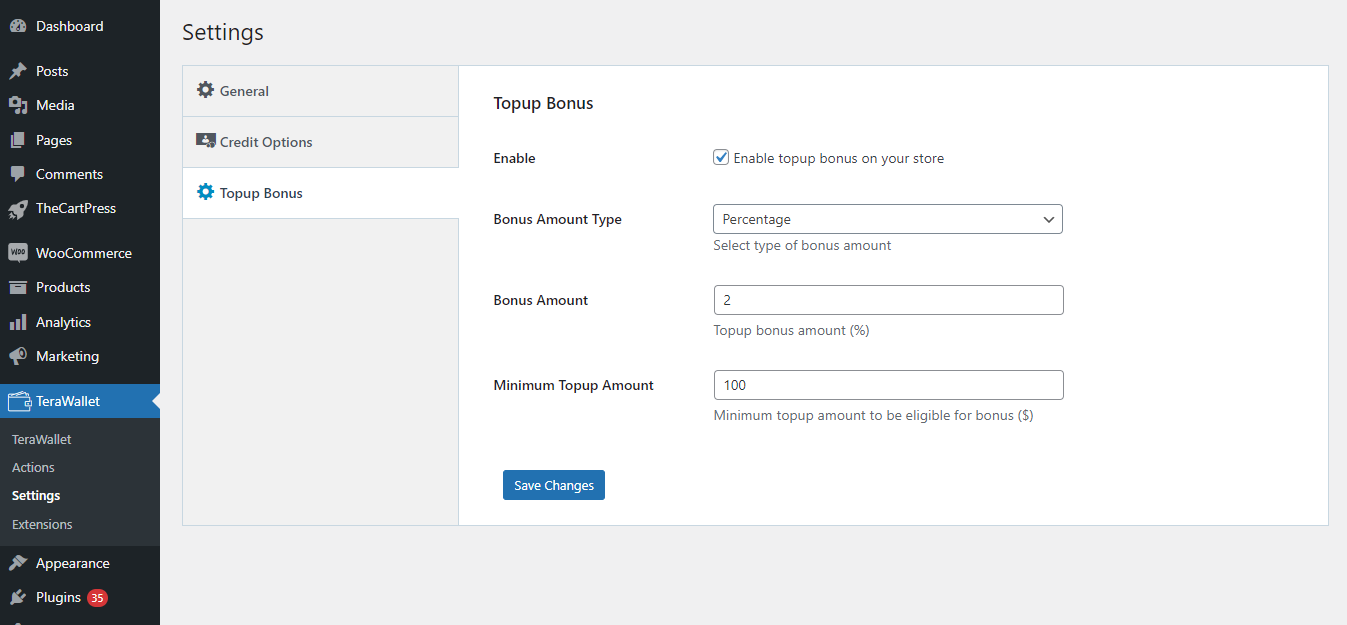 Dashboard
Posts
Media
Pages
Comments
TheCartPress
Woo
WooCommerce
Products
Analytics
Marketing
TeraWallet
TeraWallet
Actions
Settings
Extensions
Appearance
Plugins 35
Settings
General
Credit Options
Topup Bonus
Topup Bonus
Enable
Enable topup bonus on your store
Bonus Amount Type
Percentage
Select type of bonus amount
Bonus Amount
2
Topup bonus amount (%)
Minimum Topup Amount
100
Minimum topup amount to be eligible for bonus ($)
Save Changes